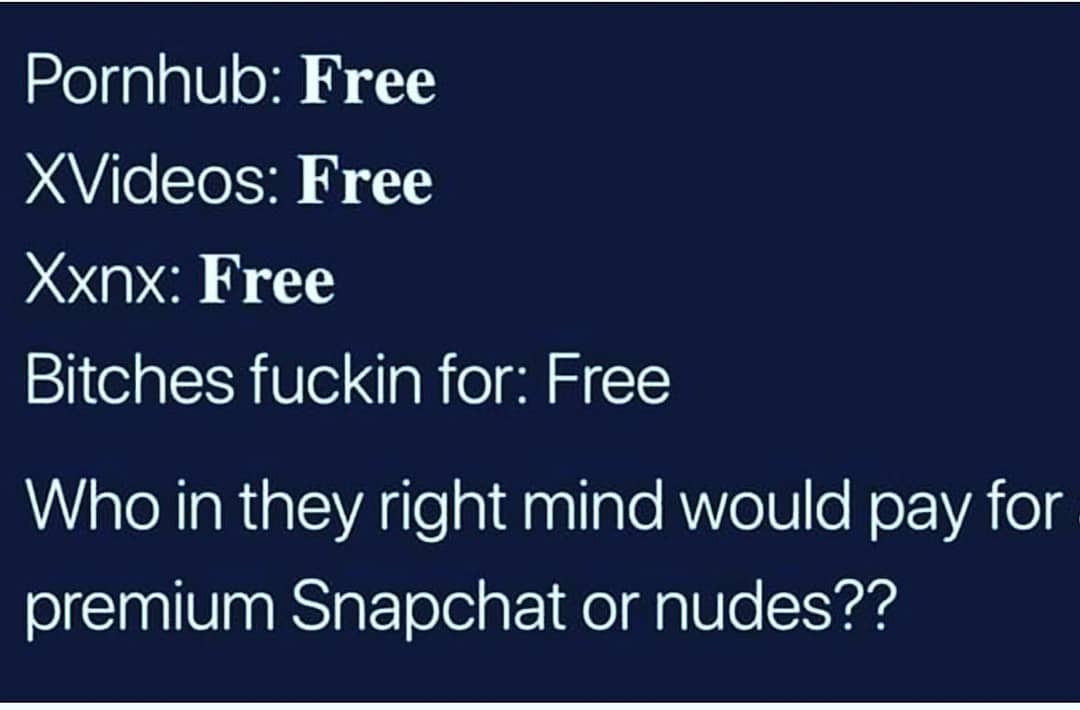 Pornhub: Free
XVideos: Free
Xxnx: Free
Bitches fuckin for: Free
Who in they right mind would pay for
premium Snapchat or nudes??